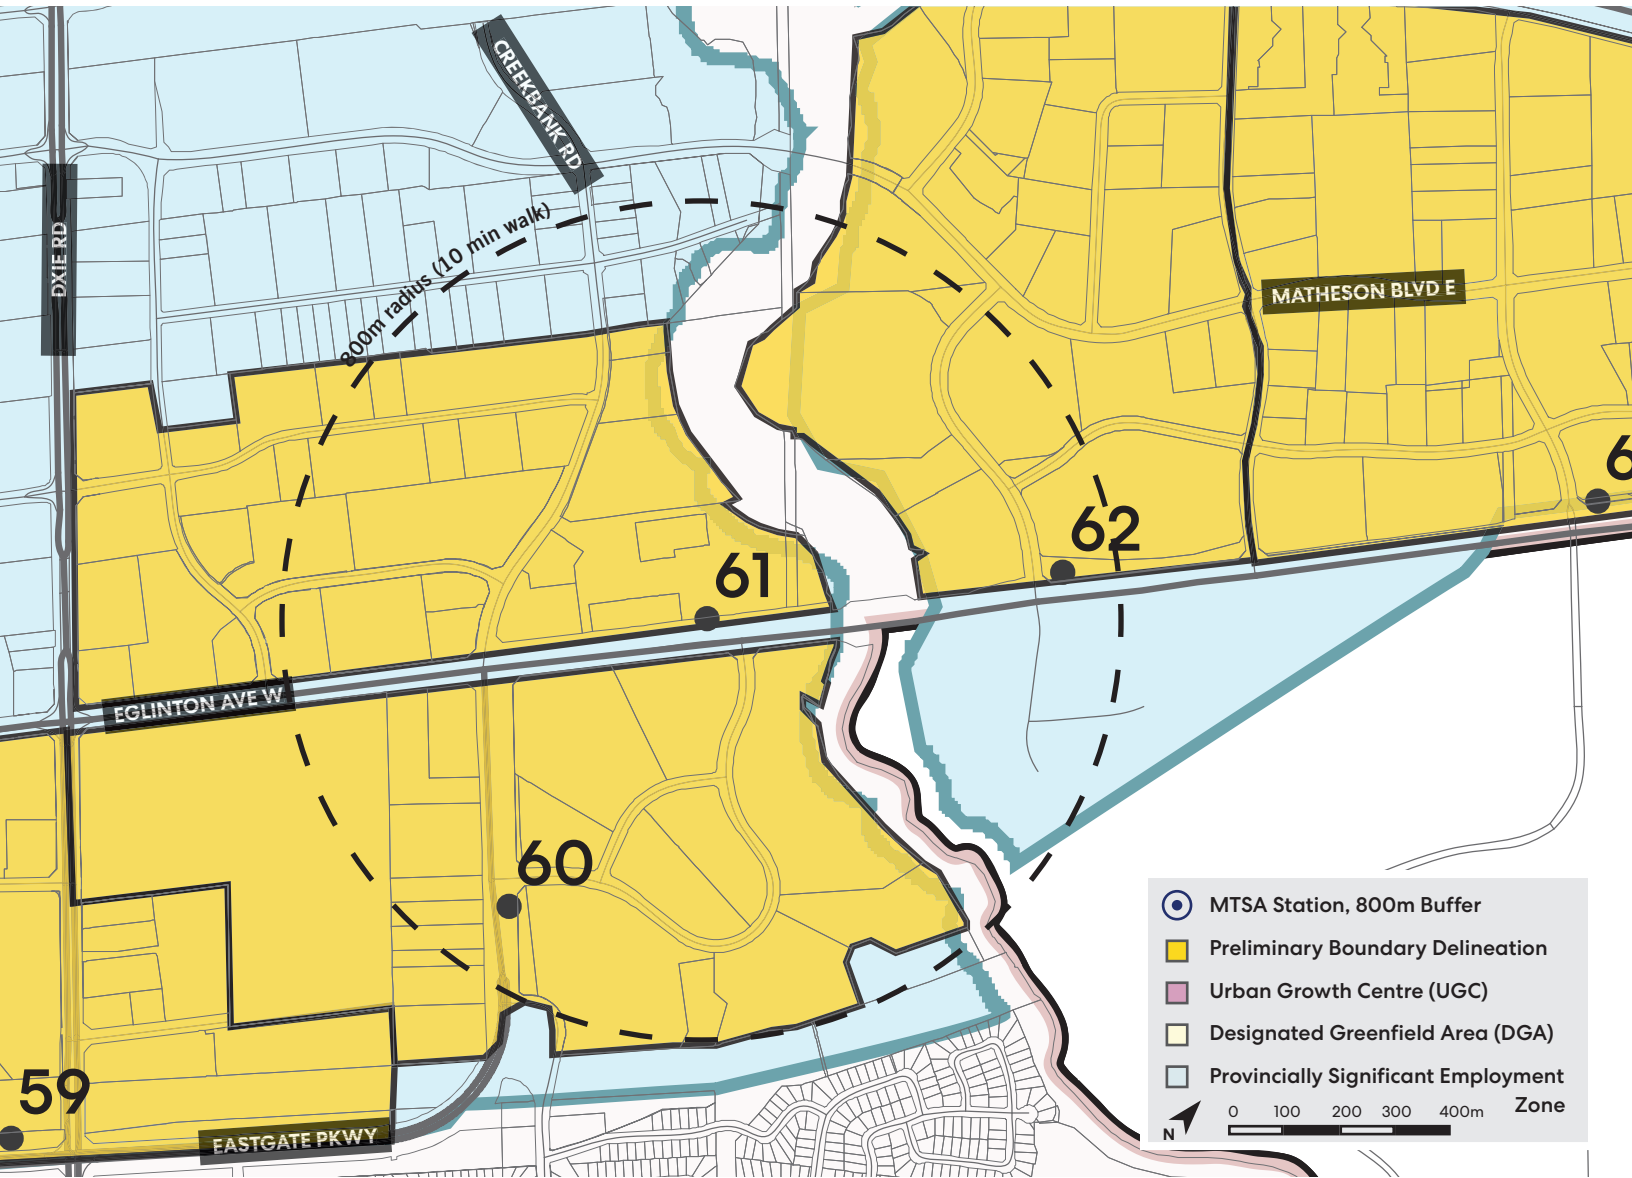 CREEKBANK RD
DXIE RD
800m radius (10 min walk)
MATHESON BLVD E
6
62
61
EGLINTON AVE W
60
59
EASTGATE PKWY
MTSA Station, 800m Buffer
Preliminary Boundary Delineation
Urban Growth Centre (UGC)
Designated Greenfield Area (DGA)
Provincially Significant Employment
Zone
N
0 100 200 300 400m